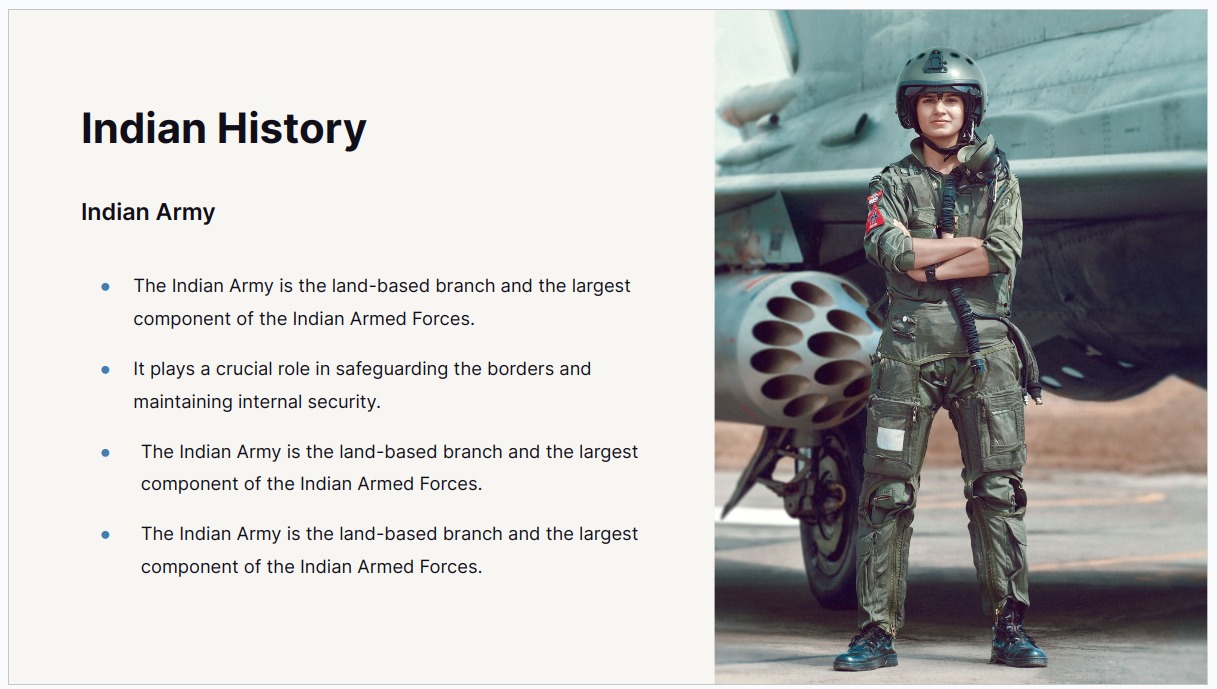 Indian History
Indian Army
The Indian Army is the land-based branch and the largest
component of the Indian Armed Forces.
It plays a crucial role in safeguarding the borders and
maintaining internal security.
The Indian Army is the land-based branch and the largest
component of the Indian Armed Forces.
The Indian Army is the land-based branch and the largest
component of the Indian Armed Forces.